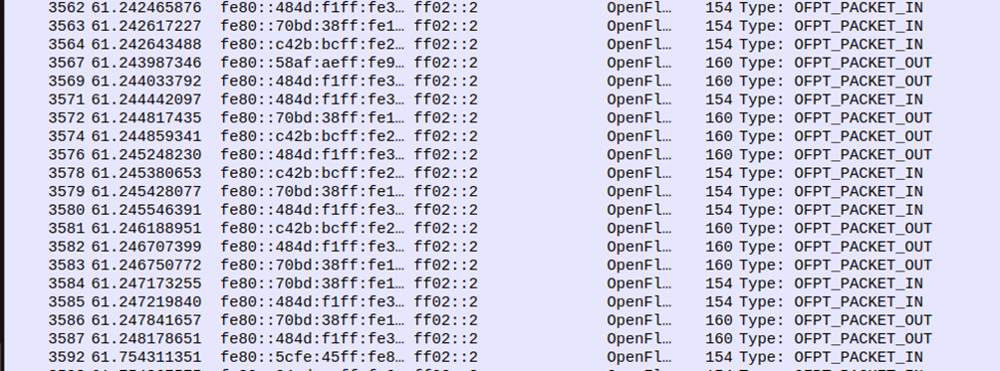 3562 61.242465876 fe80::484d:f1ff:fe3… ff02::2 OpenFl… 154 Type: OFPT_PACKET_IN
3563 61.242617227 fe80::70bd:38ff:fe1… ff02::2 OpenFl… 154 Type: OFPT_PACKET_IN
3564 61.242643488 fe80::c42b:bcff:fe2… ff02::2 OpenFl… 154 Type: OFPT_PACKET_IN
3567 61.243987346 fe80::58af:aeff:fe9… ff02::2 OpenFl… 160 Type: OFPT_PACKET_OUT
3569 61.244033792 fe80::484d:f1ff:fe3… ff02::2 OpenFl… 160 Type: OFPT_PACKET_OUT
3571 61.244442097 fe80::484d:f1ff:fe3… ff02::2 OpenFl… 154 Type: OFPT_PACKET_IN
3572 61.244817435 fe80::70bd:38ff:fe1… ff02::2 OpenFl… 160 Type: OFPT_PACKET_OUT
3574 61.244859341 fe80::c42b:bcff:fe2… ff02::2 OpenFl… 160 Type: OFPT_PACKET_OUT
3576 61.245248230 fe80::484d:f1ff:fe3… ff02::2 OpenFl… 160 Type: OFPT_PACKET_OUT
3578 61.245380653 fe80::c42b:bcff:fe2… ff02::2 OpenFl… 154 Type: OFPT_PACKET_IN
3579 61.245428077 fe80::70bd:38ff:fe1… ff02::2 OpenFl… 154 Type: OFPT_PACKET_IN
3580 61.245546391 fe80::484d:f1ff:fe3… ff02::2 OpenFl… 154 Type: OFPT_PACKET_IN
3581 61.246188951 fe80::c42b:bcff:fe2… ff02::2 OpenFl… 160 Type: OFPT_PACKET_OUT
3582 61.246707399 fe80::484d:f1ff:fe3… ff02::2 OpenFl… 160 Type: OFPT_PACKET_OUT
3583 61.246750772 fe80::70bd:38ff:fe1… ff02::2 OpenFl… 160 Type: OFPT_PACKET_OUT
3584 61.247173255 fe80::70bd:38ff:fe1… ff02::2 OpenFl… 154 Type: OFPT_PACKET_IN
3585 61.247219840 fe80::484d:f1ff:fe3… ff02::2 OpenFl… 154 Type: OFPT_PACKET_IN
3586 61.247841657 fe80::70bd:38ff:fe1… ff02::2 OpenFl… 160 Type: OFPT_PACKET_OUT
3587 61.248178651 fe80::484d:f1ff:fe3… ff02::2 OpenFl… 160 Type: OFPT_PACKET_OUT
3592 61.754311351 fe80::5cfe:45ff:fe8… ff02::2 OpenFl… 154 Type: OFPT_PACKET_IN